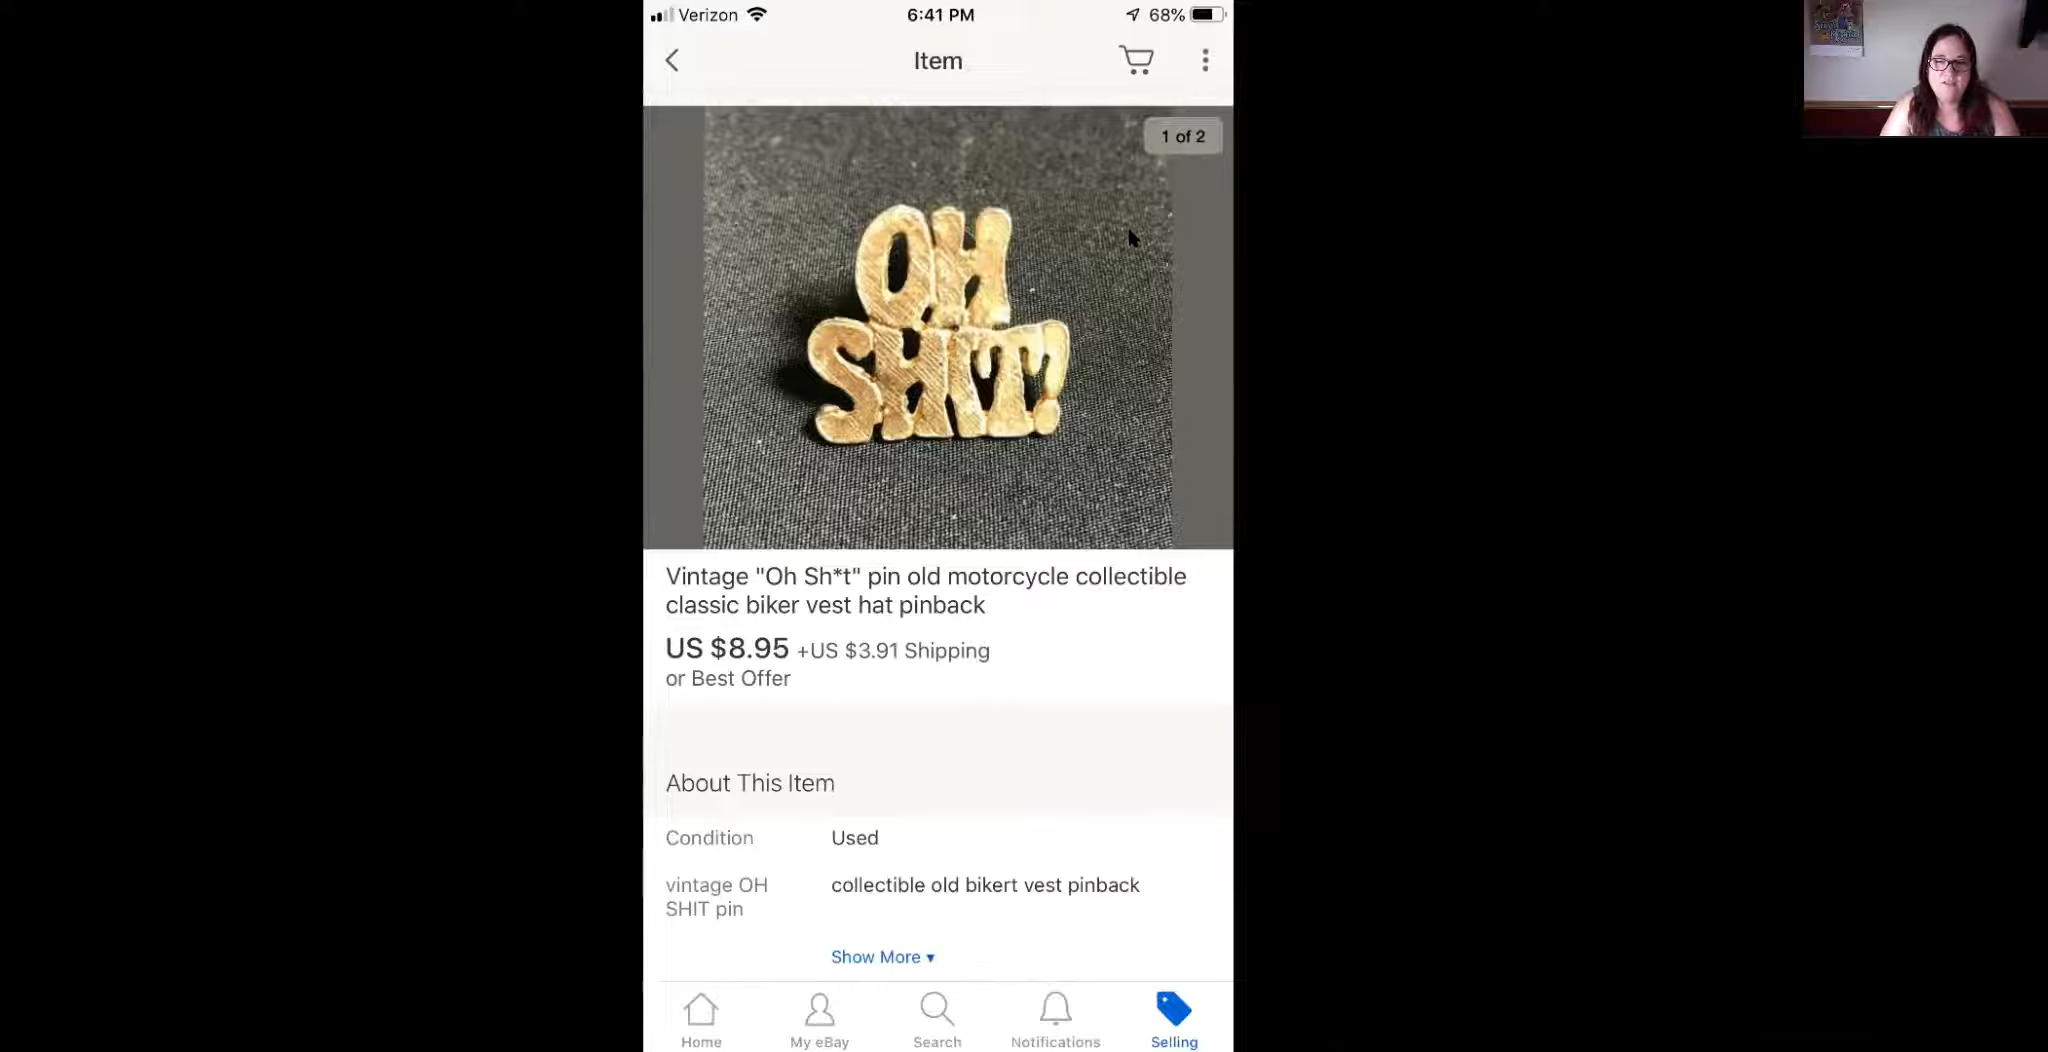 Verizon 6:41 PM 68%
Item
1 of 2
OH
SHIT!
Vintage "Oh Sh*t" pin old motorcycle collectible
classic biker vest hat pinback
US $8.95 +US $3.91 Shipping
or Best Offer
About This Item
Condition Used
vintage OH collectible old bikert vest pinback
SHIT pin
Show More ▾
Home My eBay Search Notifications Selling